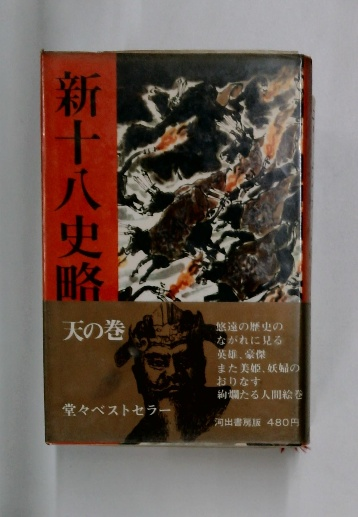 新十八史略
天の巻
堂々ベストセラー
悠遠の歴史の
ながれに見る
英雄、豪傑
また美姫、妖婦の
おりなす
絢爛たる人間絵巻
河出書房版 480円